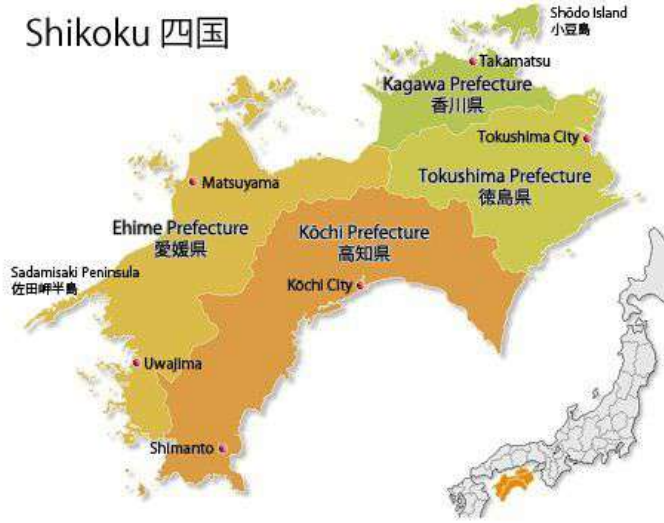 Shikoku 四国
Shōdo Island
小豆島
Takamatsu
Kagawa Prefecture
香川県
Tokushima City
Tokushima Prefecture
徳島県
Matsuyama
Ehime Prefecture
愛媛県
Kōchi Prefecture
高知県
Sadamisaki Peninsula
佐田岬半島
Kōchi City
Uwajima
Shimanto